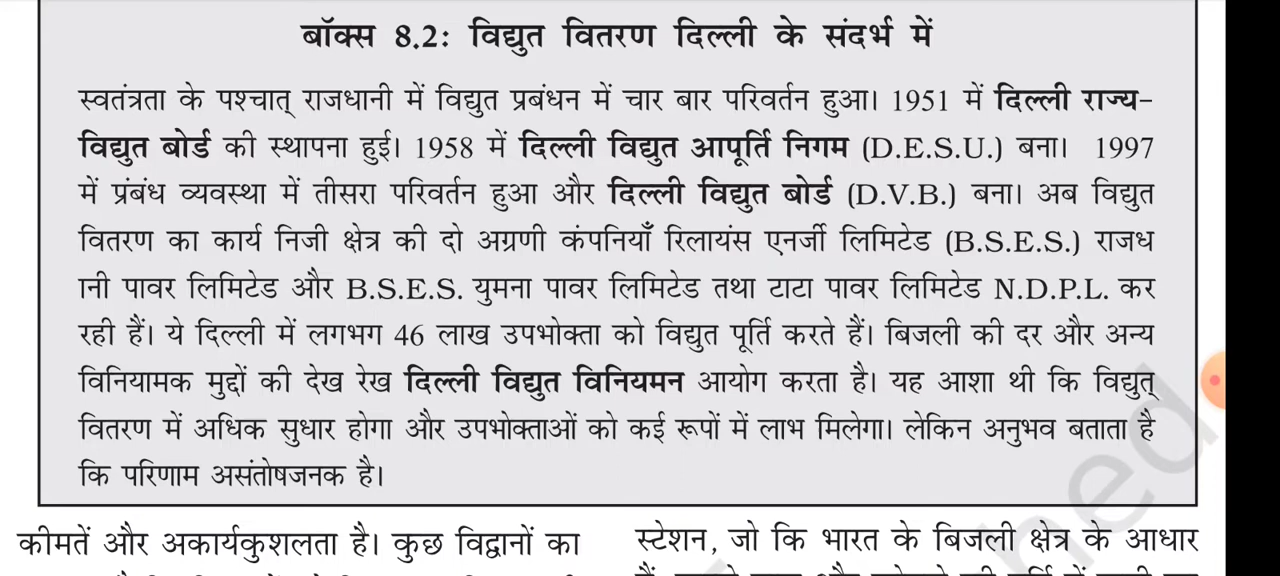 बॉक्स 8.2: विद्युत वितरण दिल्ली के संदर्भ में
स्वतंत्रता के पश्चात् राजधानी में विद्युत प्रबंधन में चार बार परिवर्तन हुआ। 1951 में दिल्ली राज्य-
विद्युत बोर्ड की स्थापना हुई। 1958 में दिल्ली विद्युत आपूर्ति निगम (D.E.S.U.) बना। 1997
में प्रंबंध व्यवस्था में तीसरा परिवर्तन हुआ और दिल्ली विद्युत बोर्ड (D.V.B.) बना। अब विद्युत
वितरण का कार्य निजी क्षेत्र की दो अग्रणी कंपनियाँ रिलायंस एनर्जी लिमिटेड (B.S.E.S.) राजध
ानी पावर लिमिटेड और B.S.E.S. युमना पावर लिमिटेड तथा टाटा पावर लिमिटेड N.D.P.L. कर
रही हैं। ये दिल्ली में लगभग 46 लाख उपभोक्ता को विद्युत पूर्ति करते हैं। बिजली की दर और अन्य
विनियामक मुद्दों की देख रेख दिल्ली विद्युत विनियमन आयोग करता है। यह आशा थी कि विद्युत्
वितरण में अधिक सुधार होगा और उपभोक्ताओं को कई रूपों में लाभ मिलेगा। लेकिन अनुभव बताता है
कि परिणाम असंतोषजनक है।
कीमतें और अकार्यकुशलता है। कुछ विद्वानों का
स्टेशन, जो कि भारत के बिजली क्षेत्र के आधार